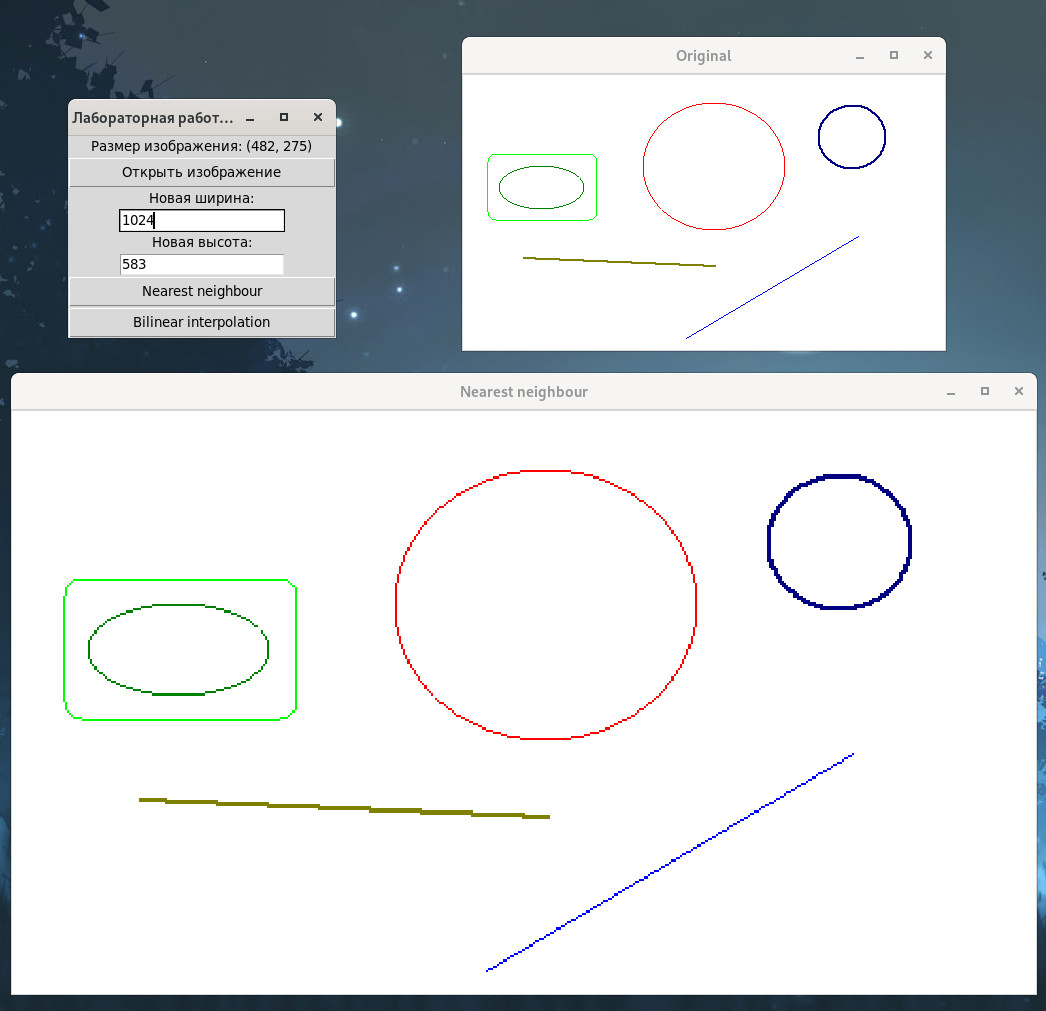 Original
Лабораторная работ...
Размер изображения: (482, 275)
Открыть изображение
Новая ширина:
1024
Новая высота:
583
Nearest neighbour
Bilinear interpolation
Nearest neighbour